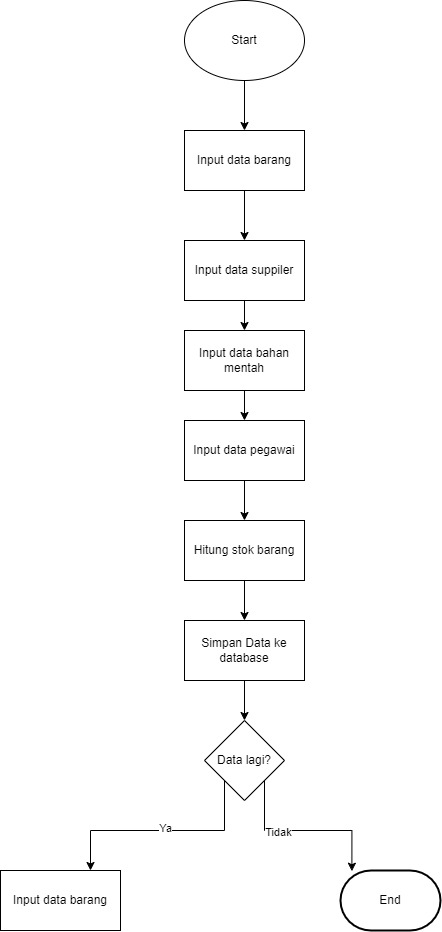 Start
Input data barang
Input data suppiler
Input data bahan
mentah
Input data pegawai
Hitung stok barang
Simpan Data ke
database
Data lagi?
Ya
Tidak
Input data barang
End